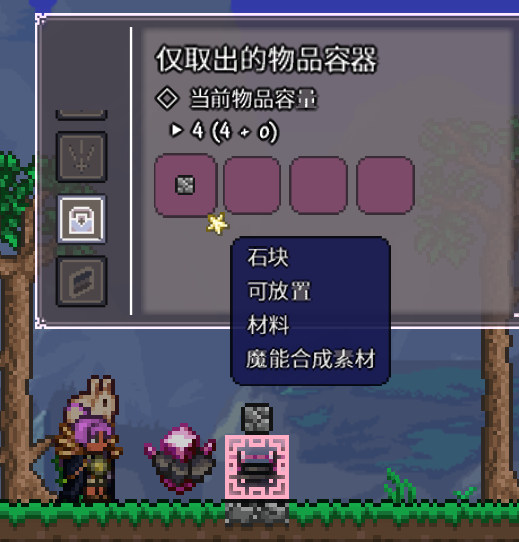 仅取出的物品容器
当前物品容量
4 (4 + 0)
石块
可放置
材料
魔能合成素材